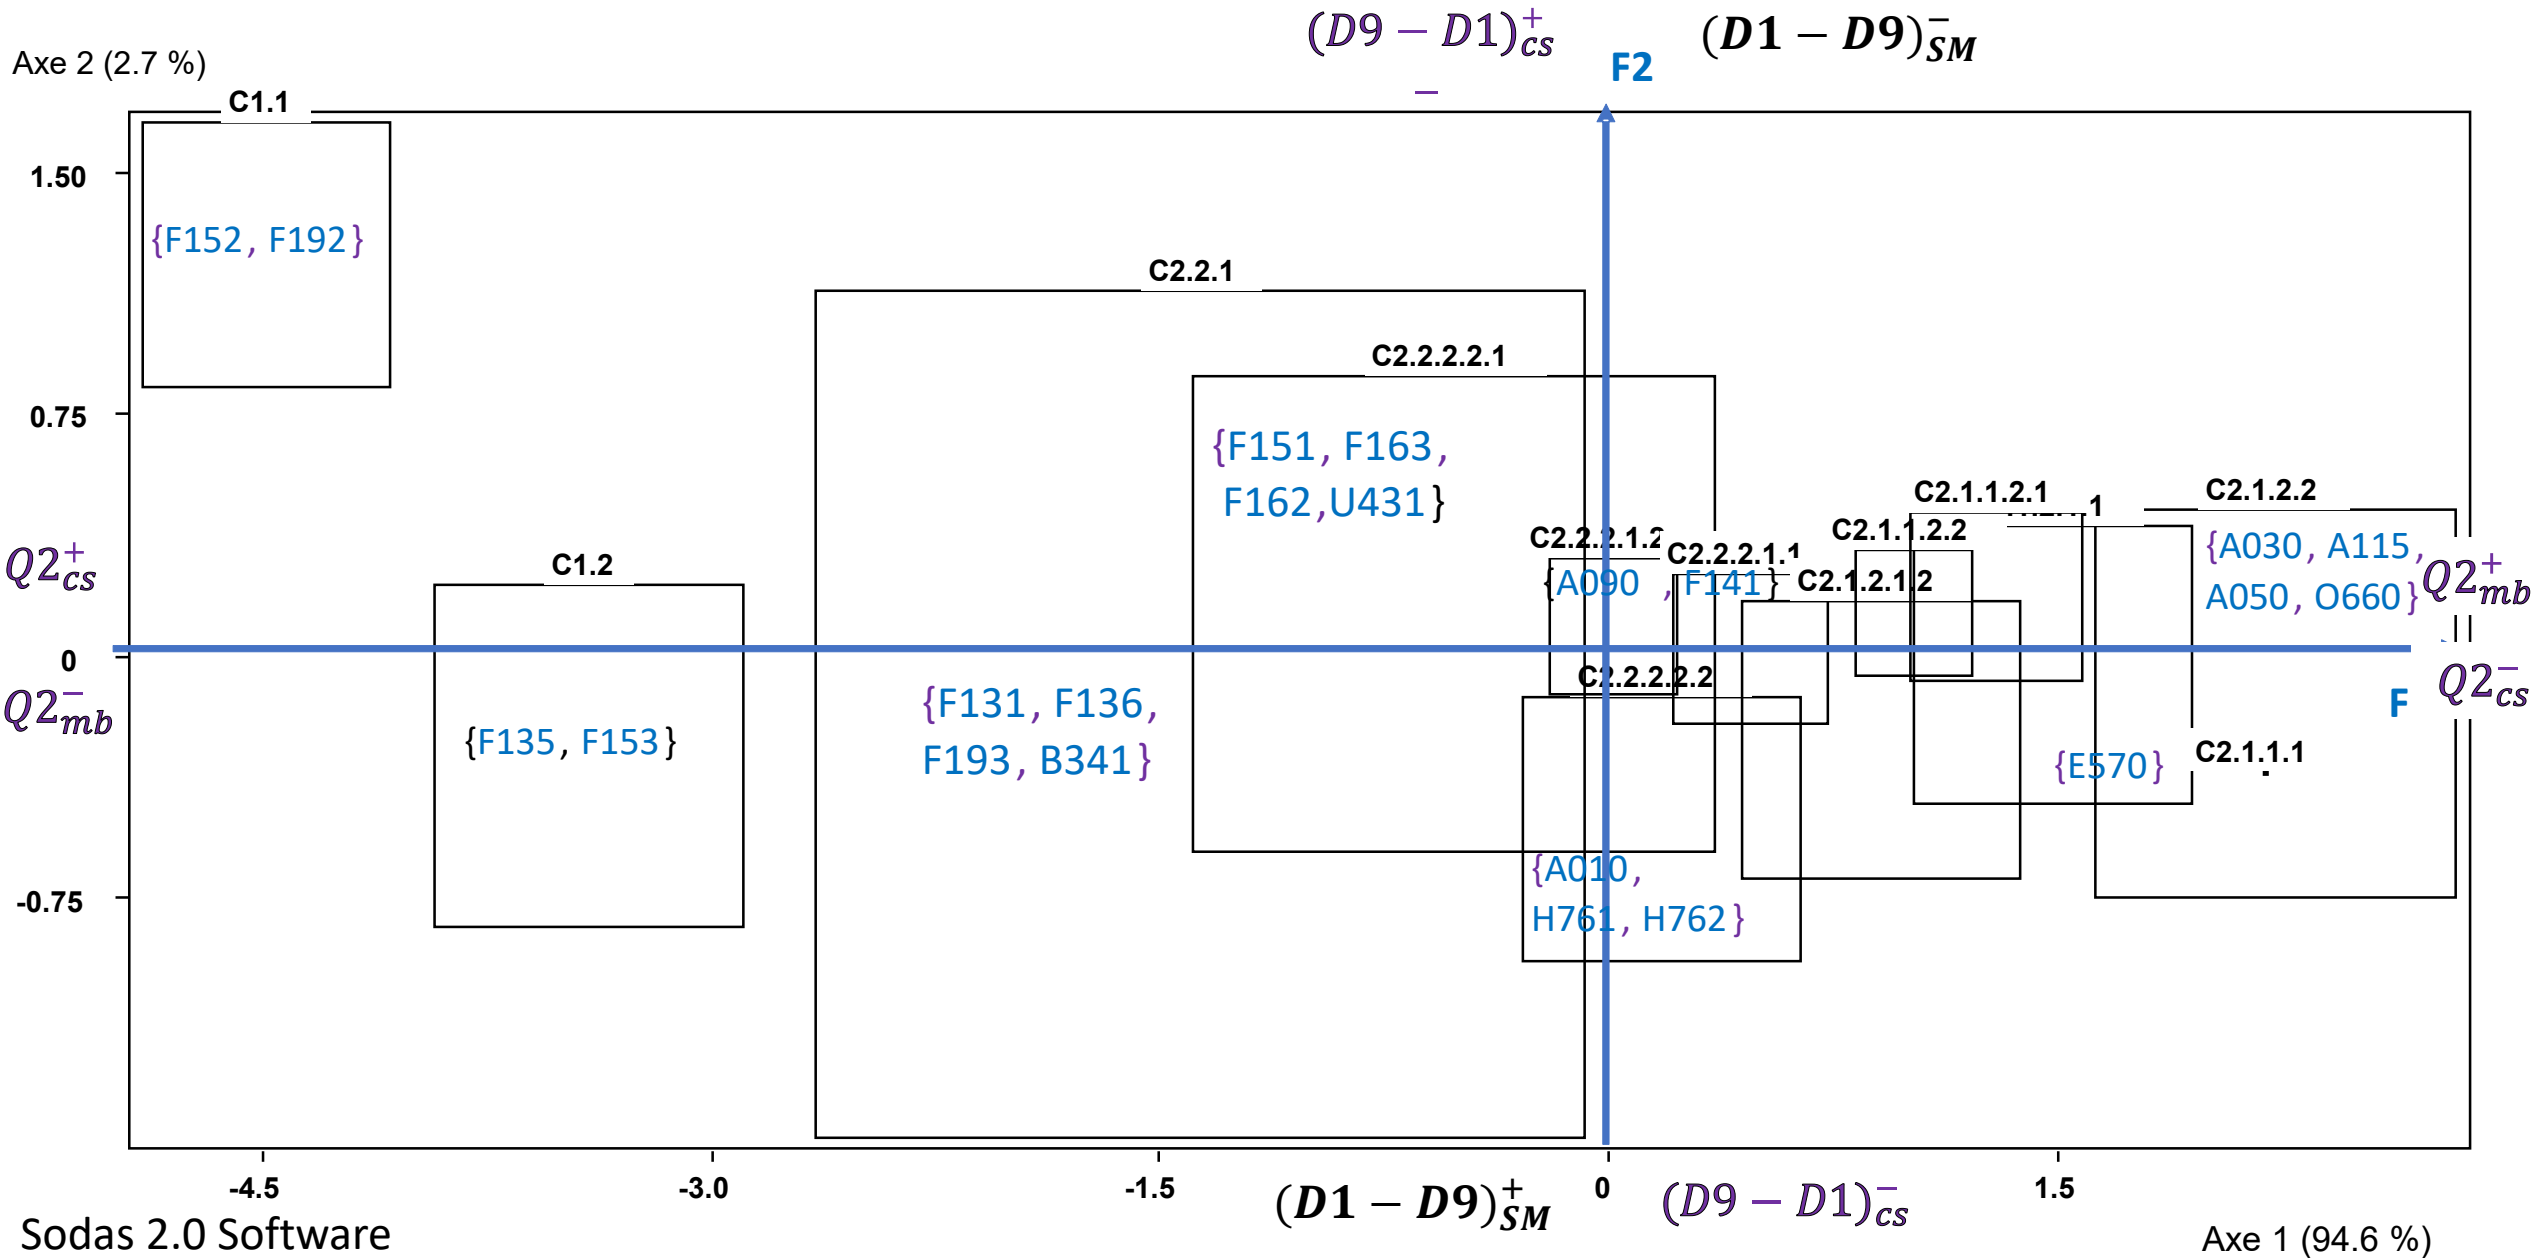 (D9 − D1)⁺cs (D1 − D9)⁻SM
Axe 2 (2.7 %)
F2
C1.1
1.50
{F152, F192}
C2.2.1
C2.2.2.2.1
0.75
{F151, F163,
F162,U431}
C2.1.1.2.1
1
C2.1.2.2
C2.2.2.1.2
C2.1.1.2.2
{A030, A115,
A050, O660}
C2.2.2.1.1
{A090 , F141}
C2.1.2.1.2
Q2⁺cs
C1.2
Q2⁺mb
0
C2.2.2.2.2
Q2⁻mb
Q2⁻cs
F
{F131, F136,
F193, B341}
{F135, F153}
{E570}
C2.1.1.1
{A010,
H761, H762}
-0.75
-4.5 -3.0 -1.5 0 1.5
(D1 − D9)⁺SM (D9 − D1)⁻cs
Sodas 2.0 Software
Axe 1 (94.6 %)